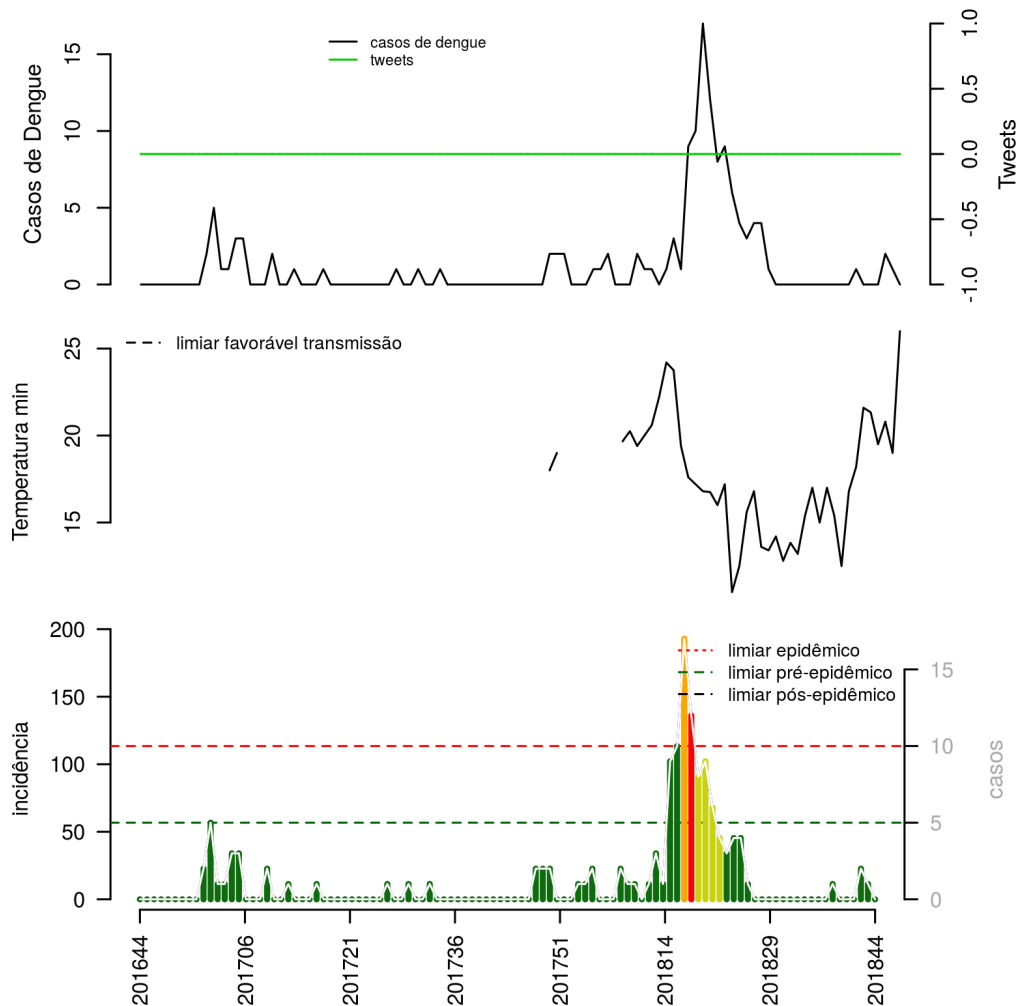 casos de dengue
tweets
Casos de Dengue
0
5
10
15
Tweets
-1.0
-0.5
0.0
0.5
1.0
limiar favorável transmissão
Temperatura min
15
20
25
limiar epidêmico
limiar pré-epidêmico
limiar pós-epidêmico
incidência
0
50
100
150
200
casos
0
5
10
15
201644
201706
201721
201736
201751
201814
201829
201844